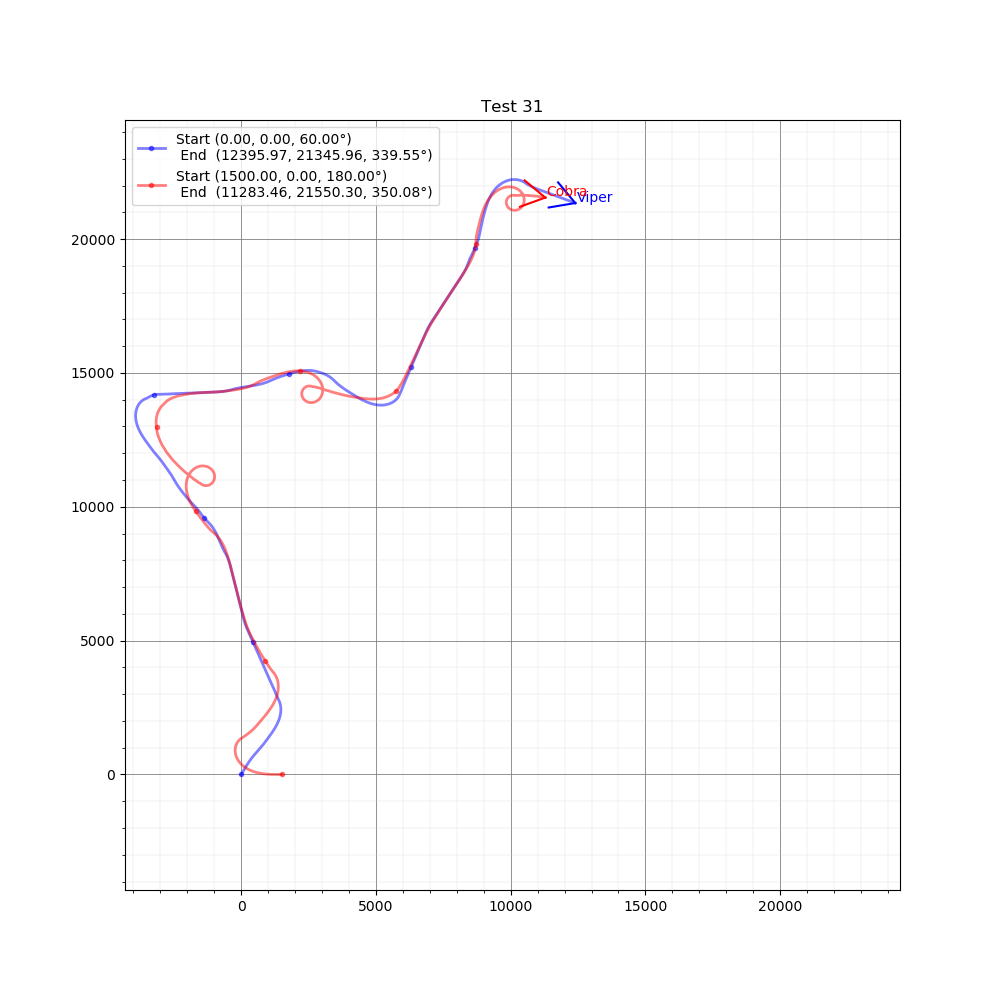 Test 31
Start (0.00, 0.00, 60.00°)
End (12395.97, 21345.96, 339.55°)
Start (1500.00, 0.00, 180.00°)
End (11283.46, 21550.30, 350.08°)
Cobra
Viper
20000
15000
10000
5000
0
0 5000 10000 15000 20000